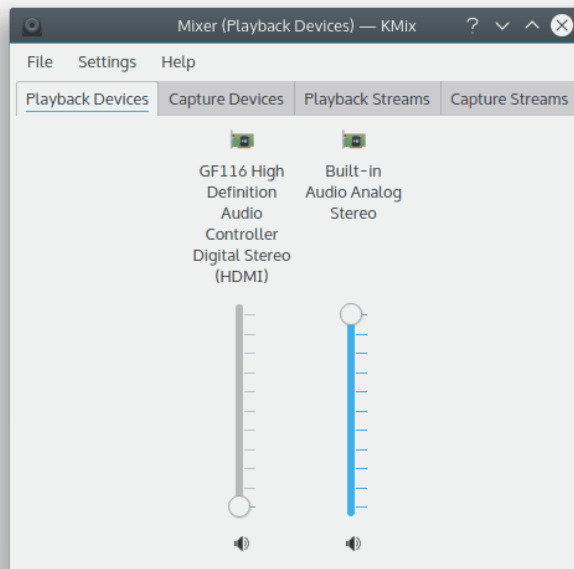 Mixer (Playback Devices) — KMix ?
File Settings Help
Playback Devices Capture Devices Playback Streams Capture Streams
GF116 High
Definition
Audio
Controller
Digital Stereo
(HDMI)
Built-in
Audio Analog
Stereo